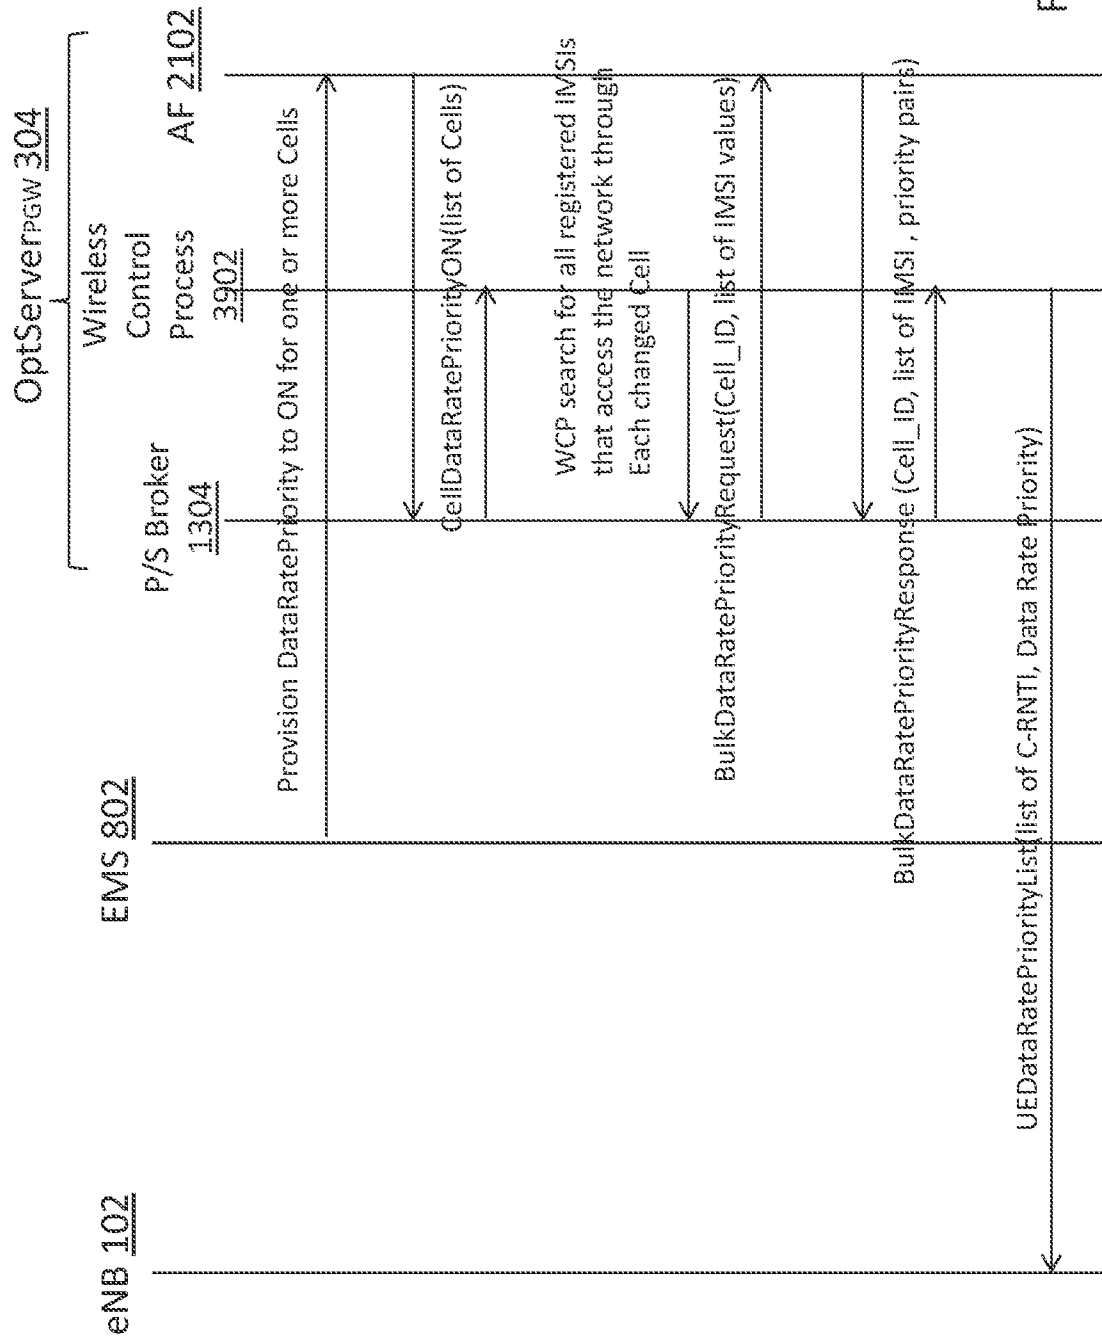 OptServerPGW 304
eNB 102
EMS 802
P/S Broker
1304
Wireless
Control
Process
3902
AF 2102
Provision DataRatePriority to ON for one or more Cells
CellDataRatePriorityON(list of Cells)
WCP search for all registered IMSIs
that access the network through
Each changed Cell
BulkDataRatePriorityRequest(Cell_ID, list of IMSI values)
BulkDataRatePriorityResponse (Cell_ID, list of IMSI , priority pairs)
UEDataRatePriorityList(list of C-RNTI, Data Rate Priority)